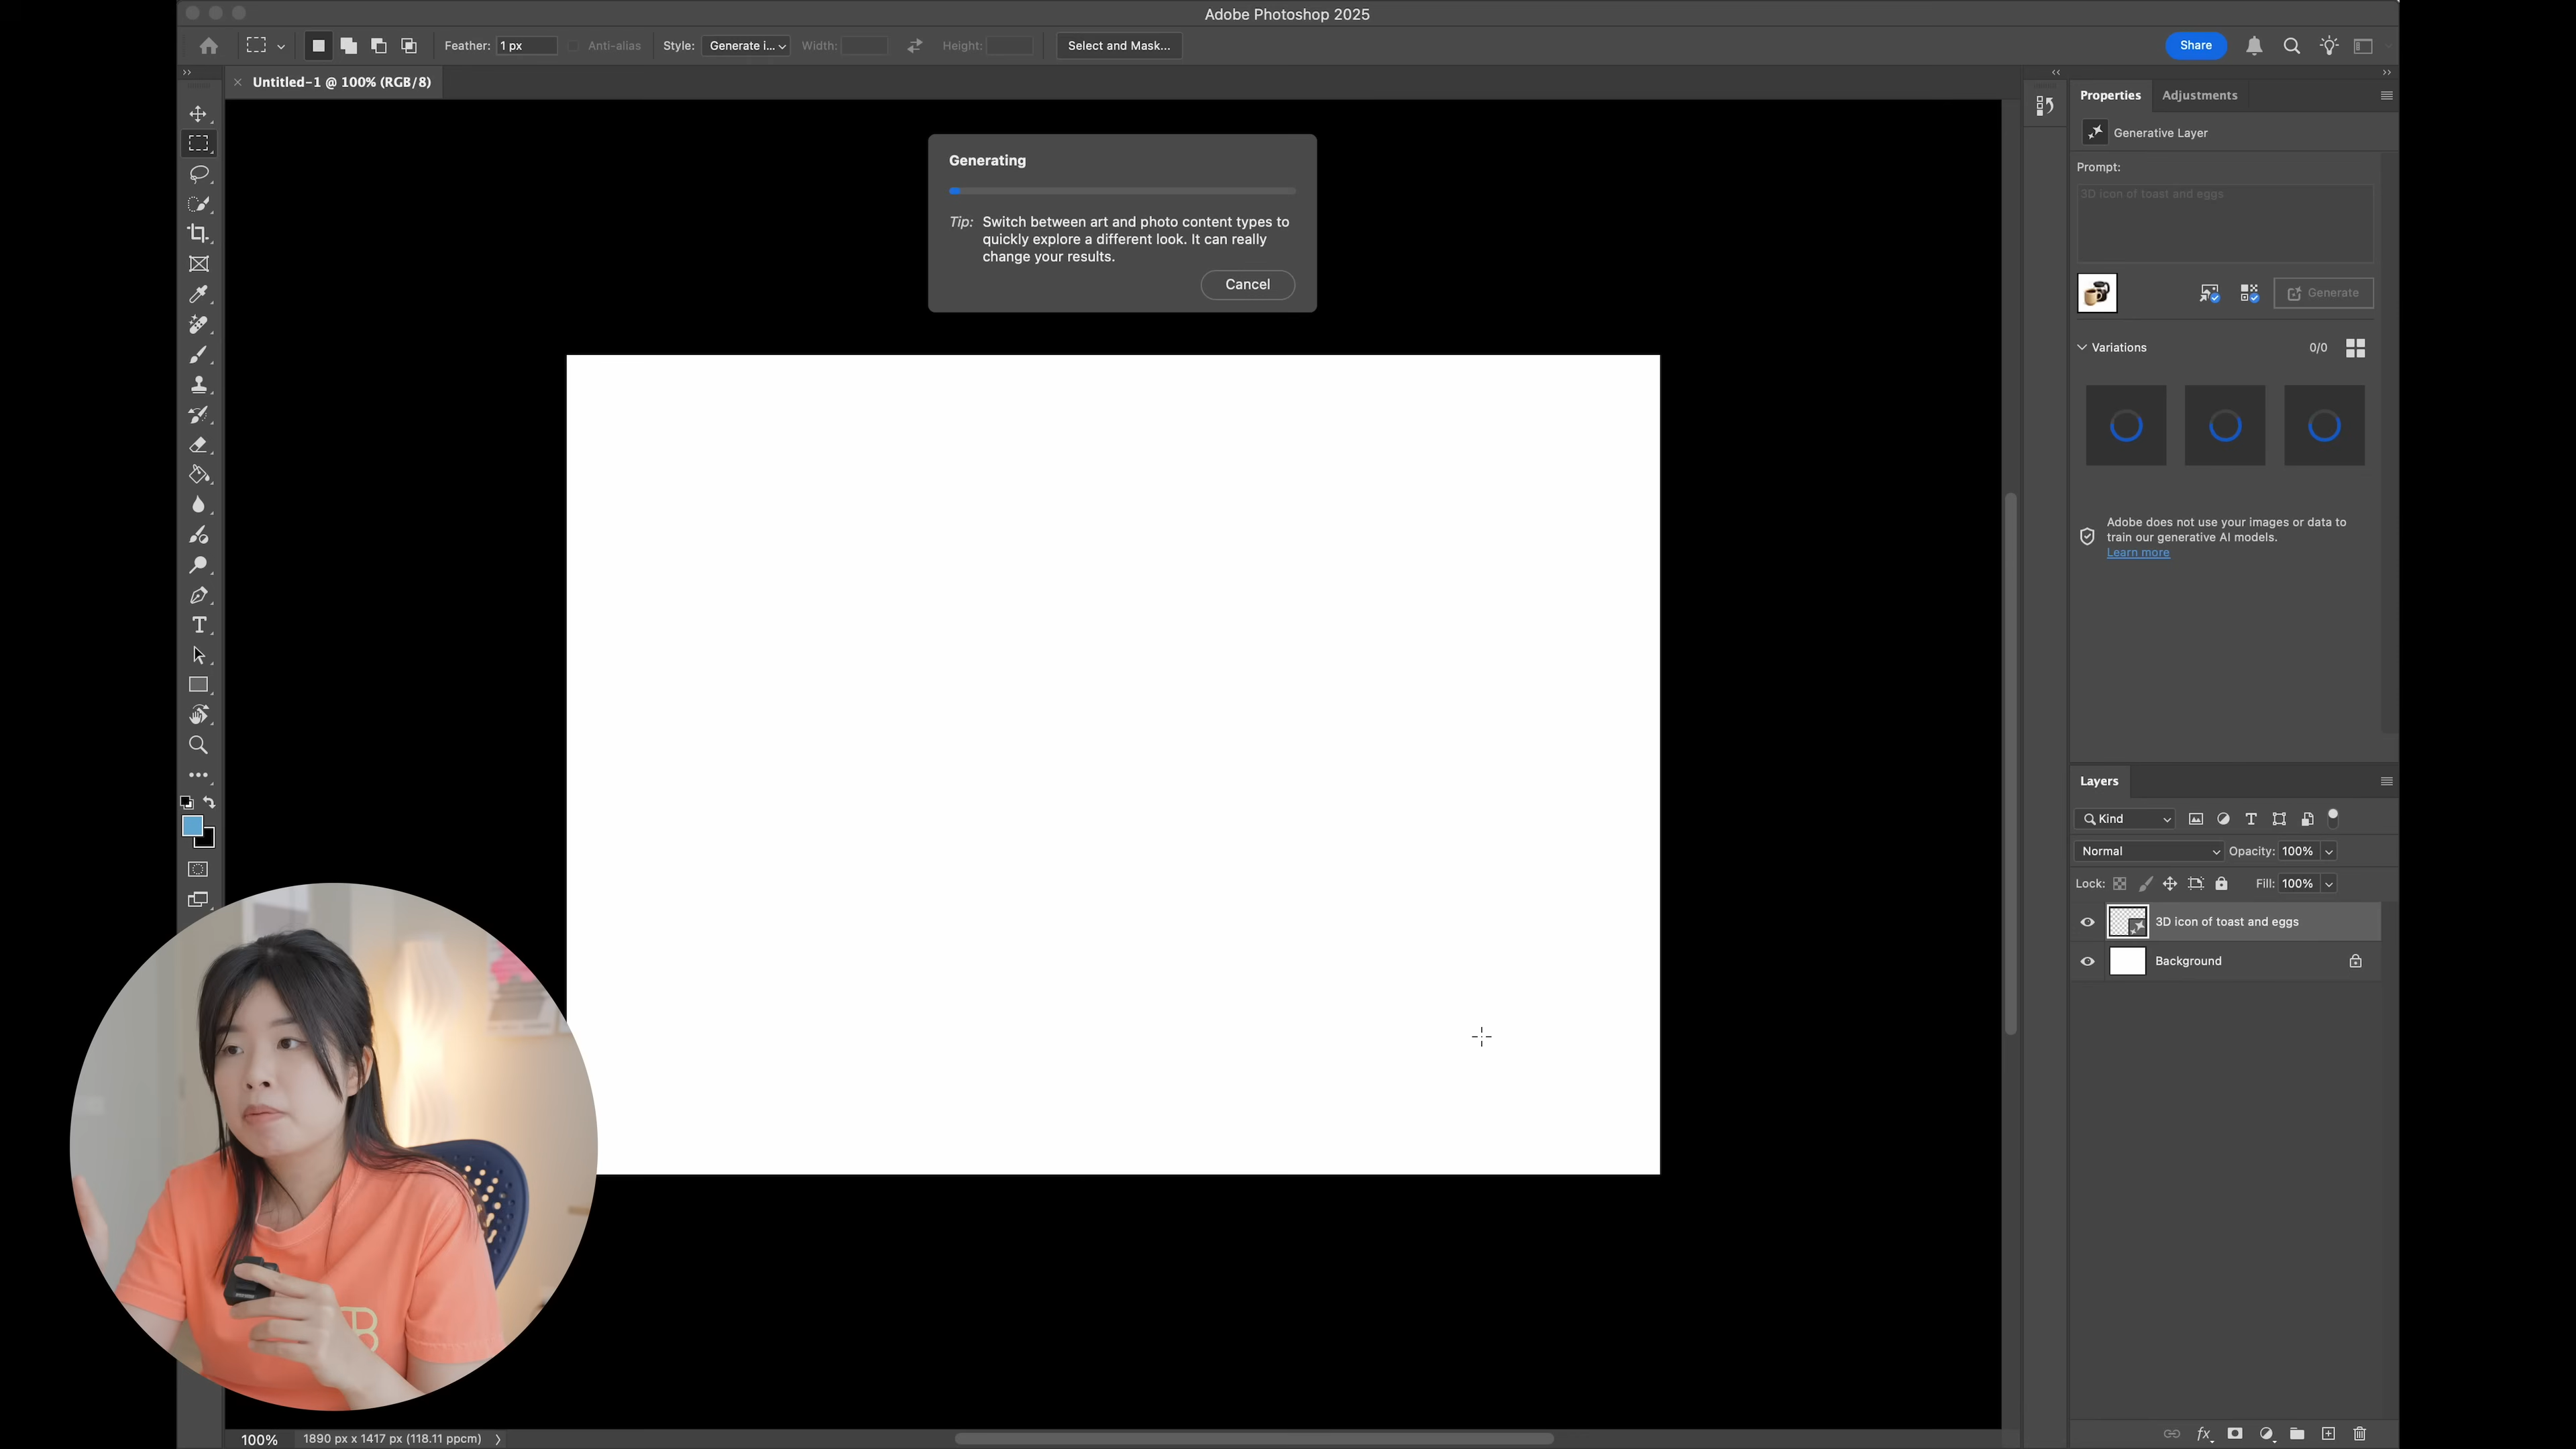 Adobe Photoshop 2025
Feather: 1 px
Anti-alias
Style: Generate i...
Width:
Height:
Select and Mask...
Share
× Untitled-1 @ 100% (RGB/8)
Properties
Adjustments
Generative Layer
Prompt:
3D icon of toast and eggs
Generate
Variations
0/0
Adobe does not use your images or data to
train our generative AI models.
Learn more
Generating
Tip: Switch between art and photo content types to
quickly explore a different look. It can really
change your results.
Cancel
Layers
Kind
Normal
Opacity: 100%
Lock:
Fill: 100%
3D icon of toast and eggs
Background
100%
1890 px x 1417 px (118.11 ppcm)